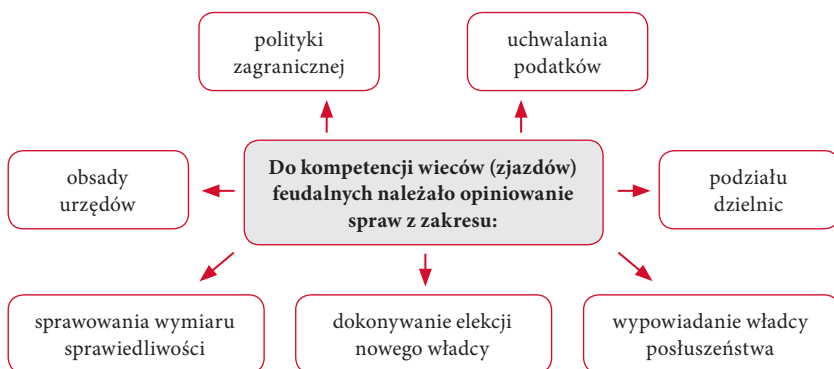 polityki
zagranicznej
uchwalania
podatków
obsady
urzędów
Do kompetencji wieców (zjazdów)
feudalnych należało opiniowanie
spraw z zakresu:
podziału
dzielnic
sprawowania wymiaru
sprawiedliwości
dokonywanie elekcji
nowego władcy
wypowiadanie władcy
posłuszeństwa